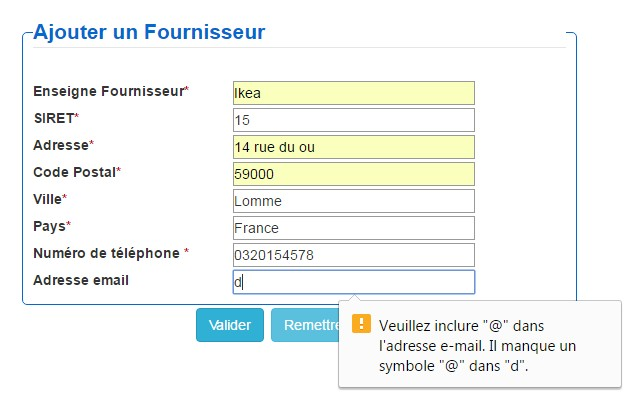 Ajouter un Fournisseur
Enseigne Fournisseur* Ikea
SIRET* 15
Adresse* 14 rue du ou
Code Postal* 59000
Ville* Lomme
Pays* France
Numéro de téléphone * 0320154578
Adresse email d
Valider Remettre
Veuillez inclure "@" dans
l'adresse e-mail. Il manque un
symbole "@" dans "d".